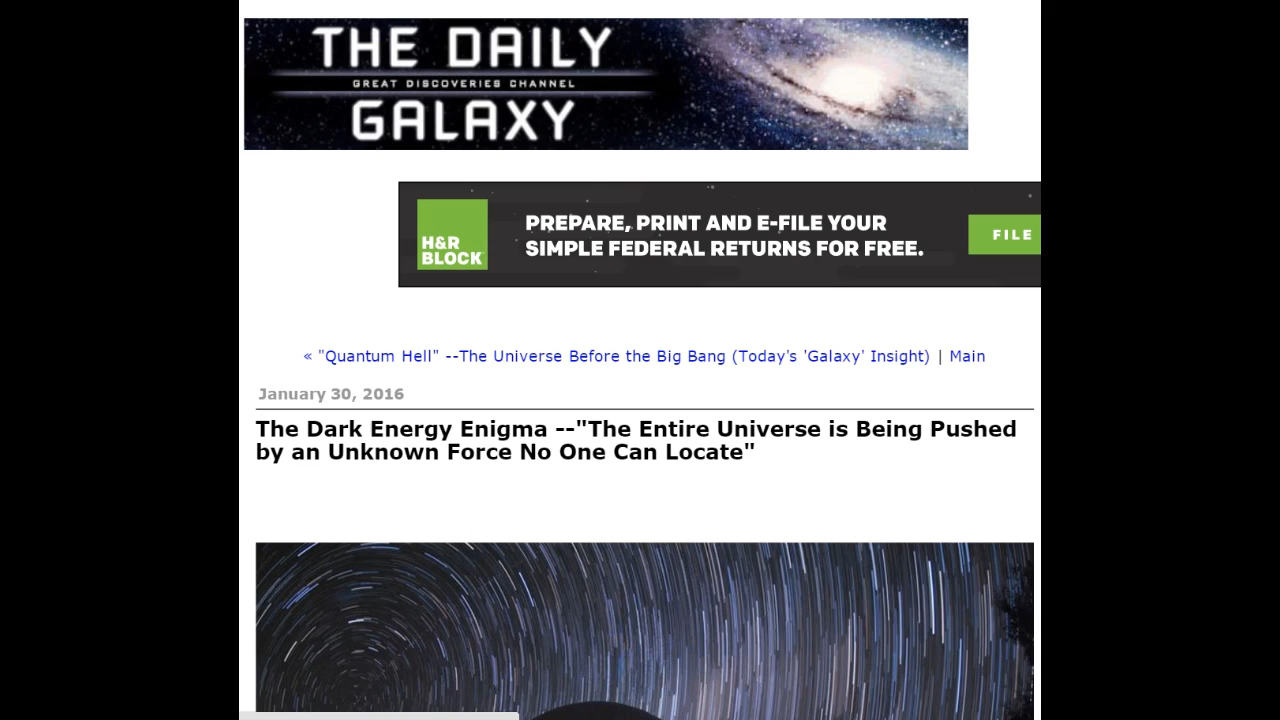 THE DAILY
GREAT DISCOVERIES CHANNEL
GALAXY
H&R
BLOCK
PREPARE, PRINT AND E-FILE YOUR
SIMPLE FEDERAL RETURNS FOR FREE.
FILE
« "Quantum Hell" --The Universe Before the Big Bang (Today's 'Galaxy' Insight) | Main
January 30, 2016
The Dark Energy Enigma --"The Entire Universe is Being Pushed
by an Unknown Force No One Can Locate"